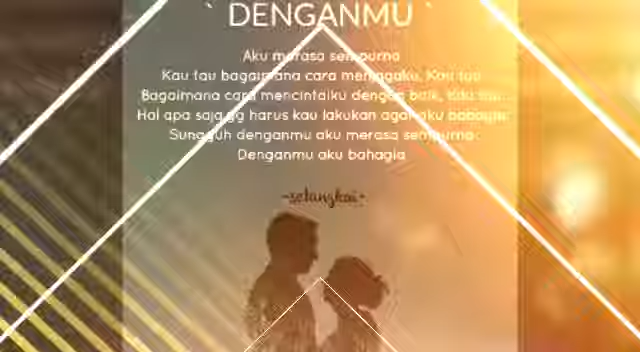 ` DENGANMU `
Aku merasa sempurna
Kau tau bagaimana cara menjagaku, Kau tau
Bagaimana cara mencintaiku dengan baik, Kau tau
Hal apa saja yg harus kau lakukan agar aku bahagia
Sungguh denganmu aku merasa sempurna
Denganmu aku bahagia
-setangkai-